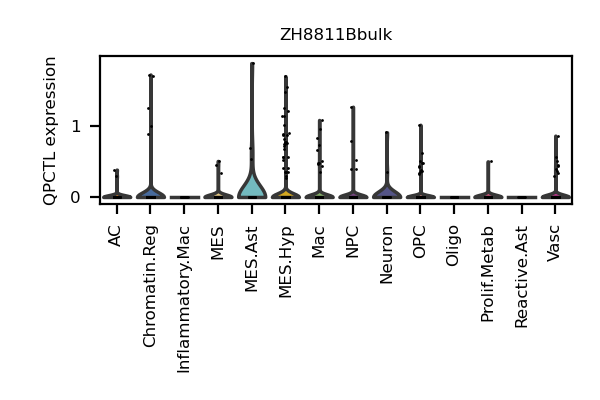 ZH8811Bbulk
QPCTL expression
1
0
AC
Chromatin.Reg
Inflammatory.Mac
MES
MES.Ast
MES.Hyp
Mac
NPC
Neuron
OPC
Oligo
Prolif.Metab
Reactive.Ast
Vasc